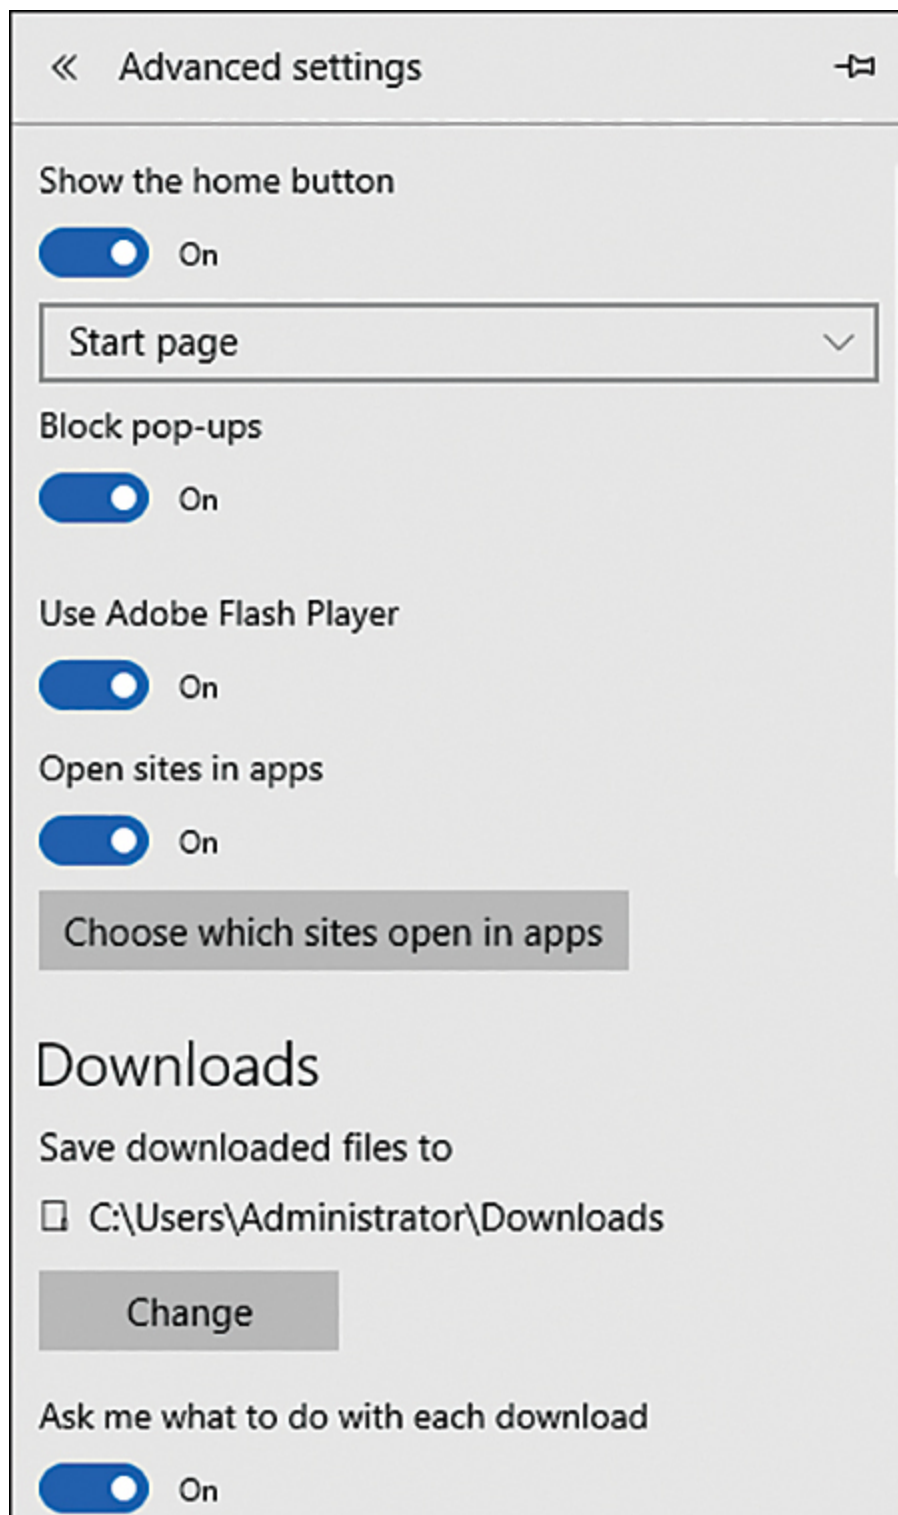 Advanced settings
Show the home button
On
Start page
Block pop-ups
On
Use Adobe Flash Player
On
Open sites in apps
On
Choose which sites open in apps
Downloads
Save downloaded files to
C:\Users\Administrator\Downloads
Change
Ask me what to do with each download
On